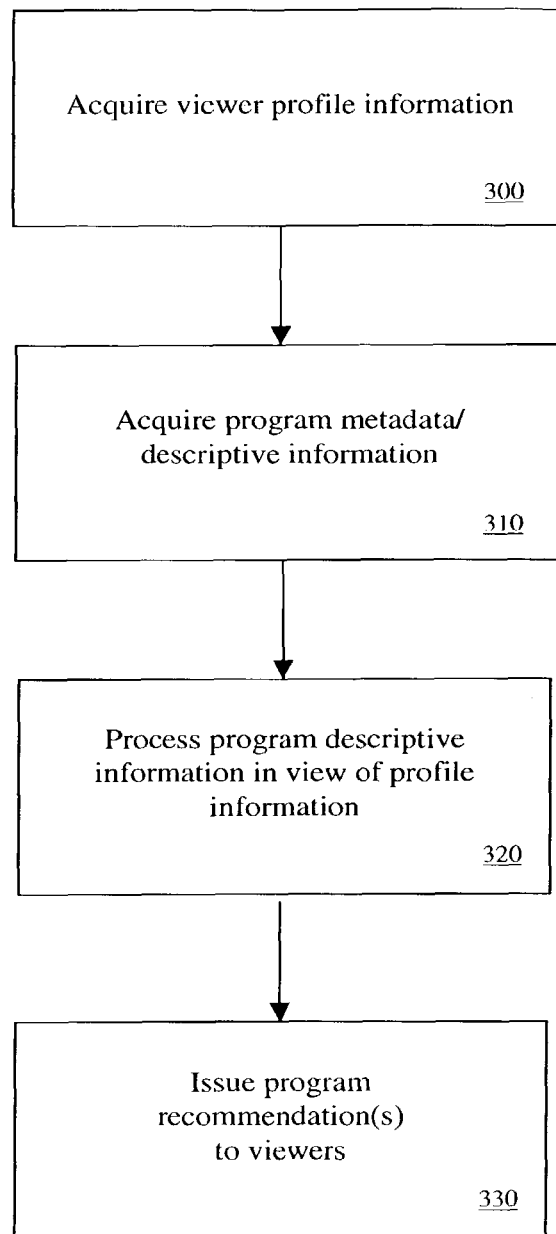 Acquire viewer profile information
300
Acquire program metadata/
descriptive information
310
Process program descriptive
information in view of profile
information
320
Issue program
recommendation(s)
to viewers
330